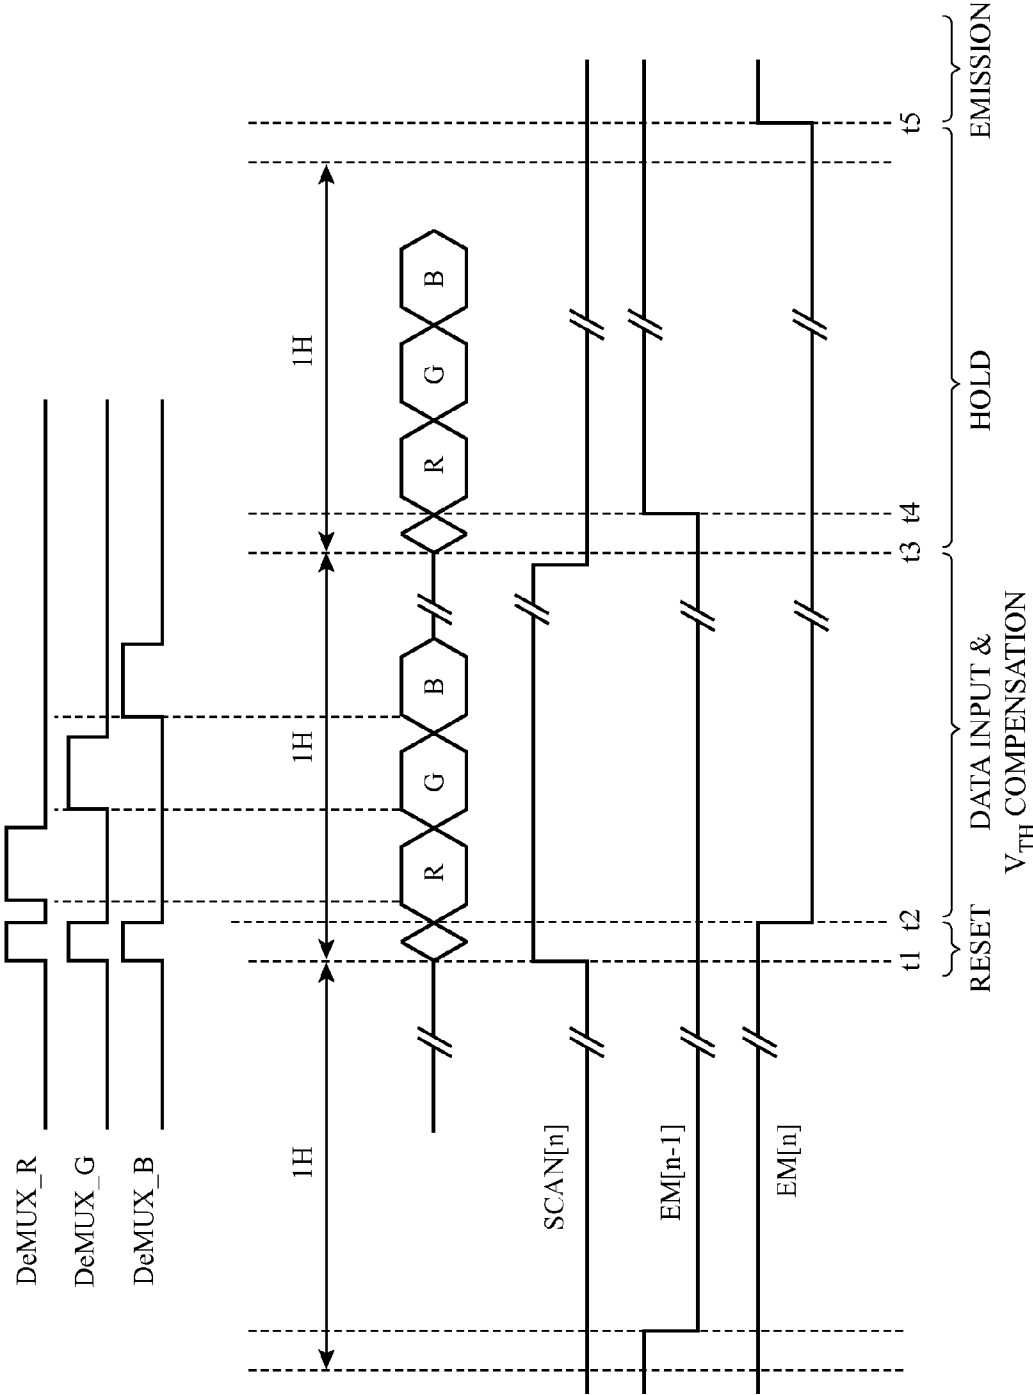 DeMUX_R
DeMUX_G
DeMUX_B
1H
1H
1H
R
G
B
R
G
B
SCAN[n]
EM[n-1]
EM[n]
t1
t2
t3
t4
t5
RESET
DATA INPUT &
VTH COMPENSATION
HOLD
EMISSION